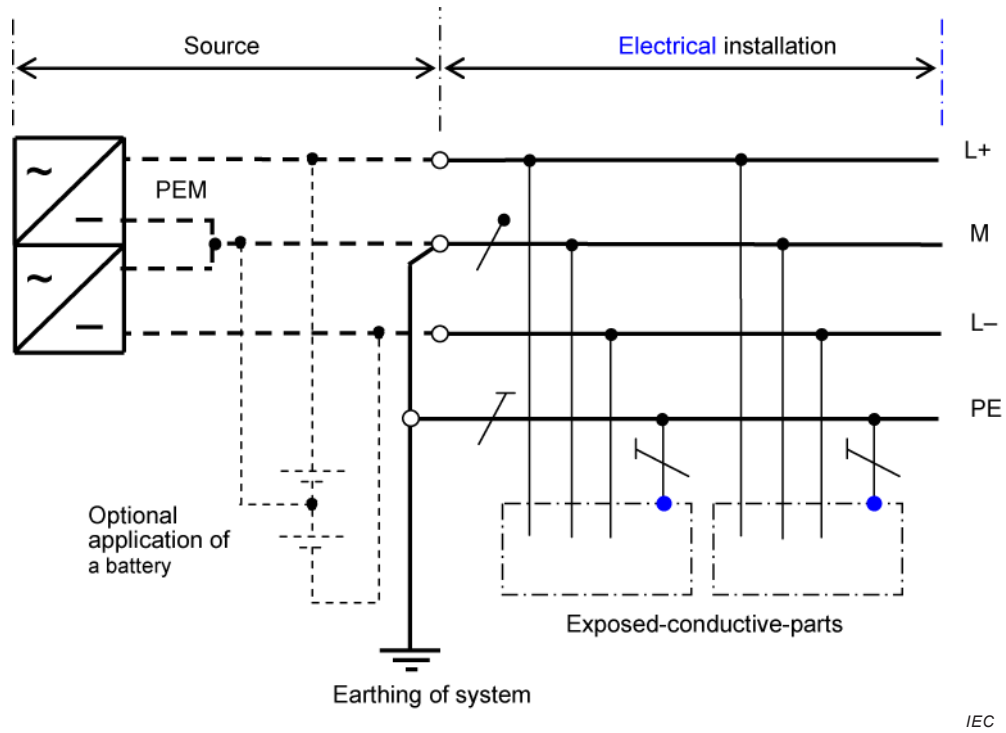 Source
Electrical installation
L+
~
PEM
–
M
~
–
L–
PE
Optional
application of
a battery
Exposed-conductive-parts
Earthing of system
IEC